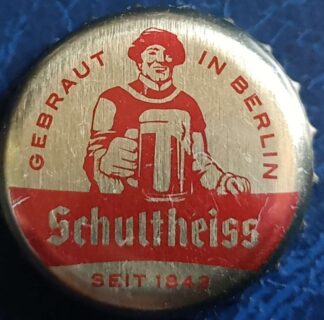 GEBRAUT IN BERLIN
Schultheiss
SEIT 1842